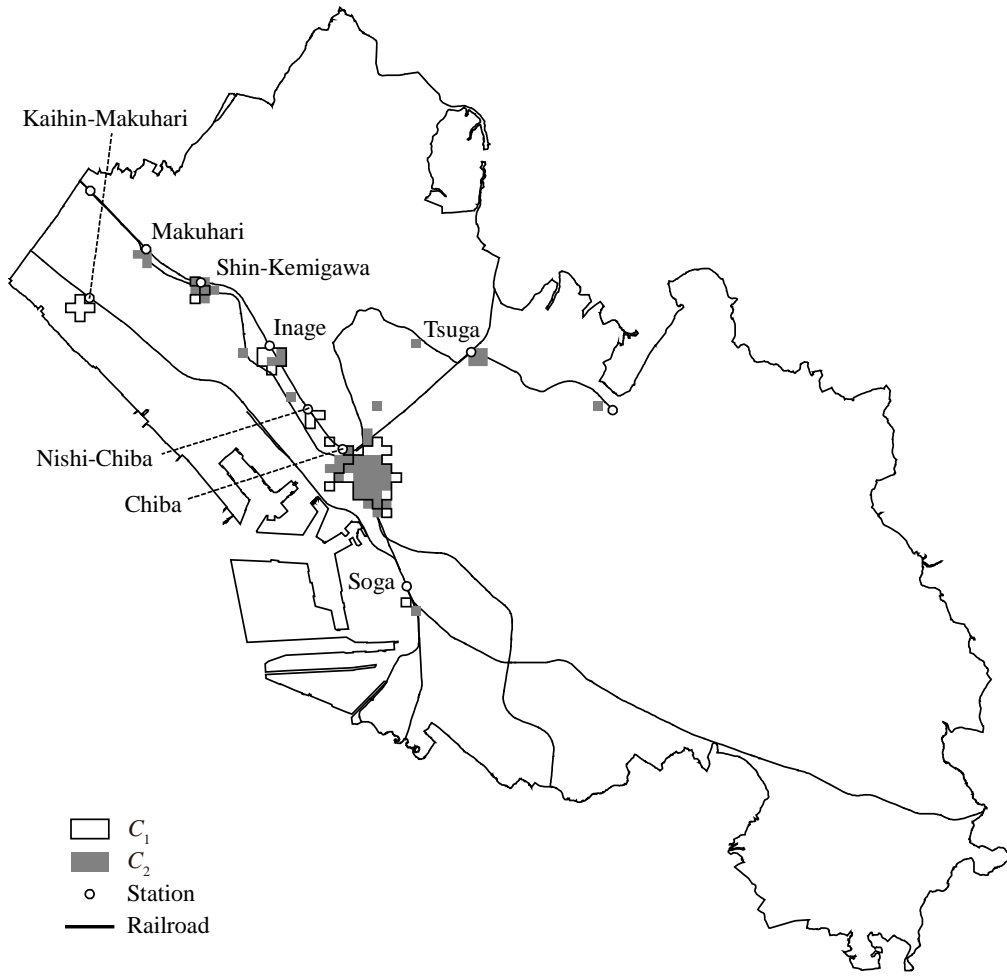 Kaihin-Makuhari
Makuhari
Shin-Kemigawa
Inage
Tsuga
Nishi-Chiba
Chiba
Soga
C1
C2
Station
Railroad